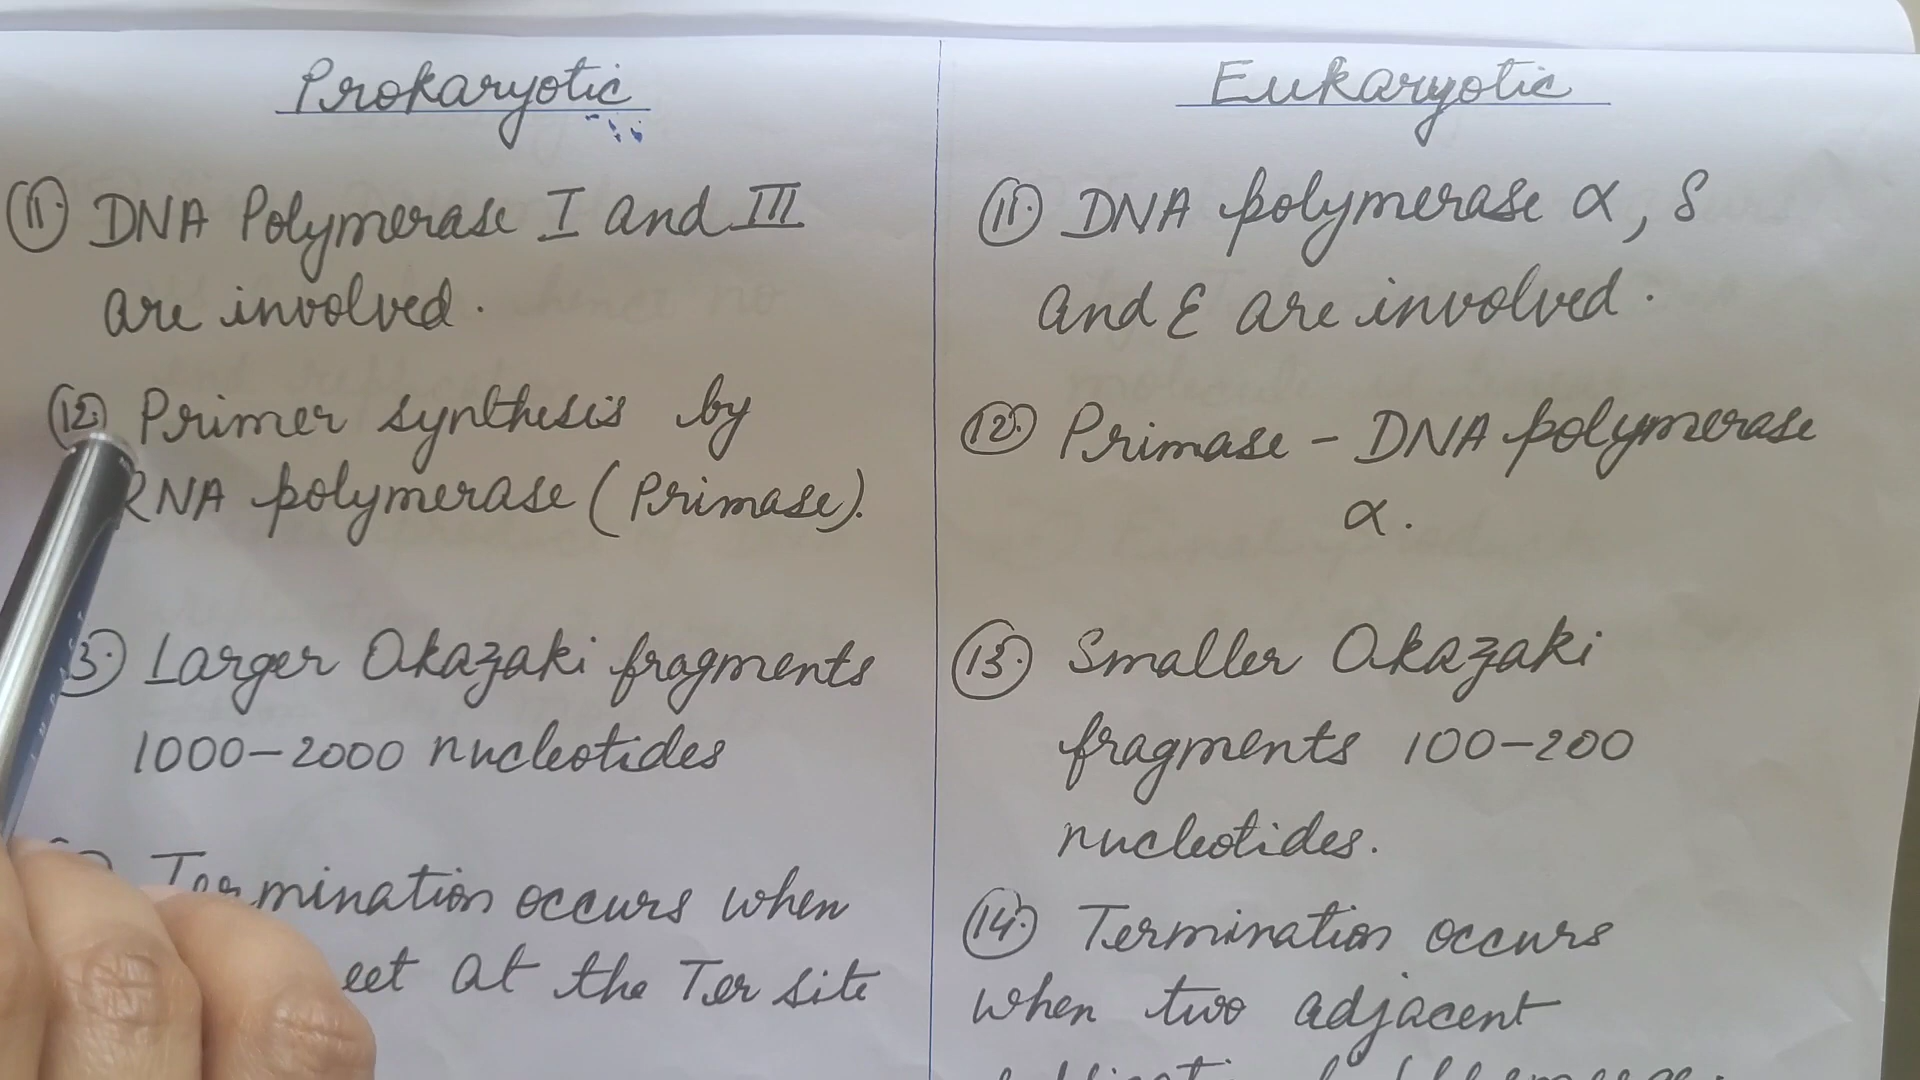 Prokaryotic
(11.) DNA Polymerase I and III
are involved.
(12.) Primer synthesis by
RNA polymerase (Primase).
3.) Larger Okazaki fragments
1000-2000 nucleotides
Termination occurs when
eet at the Ter site
Eukaryotic
(11.) DNA polymerase α, δ
and ε are involved.
(12.) Primase - DNA polymerase
α.
(13.) Smaller Okazaki
fragments 100-200
nucleotides.
(14.) Termination occurs
when two adjacent